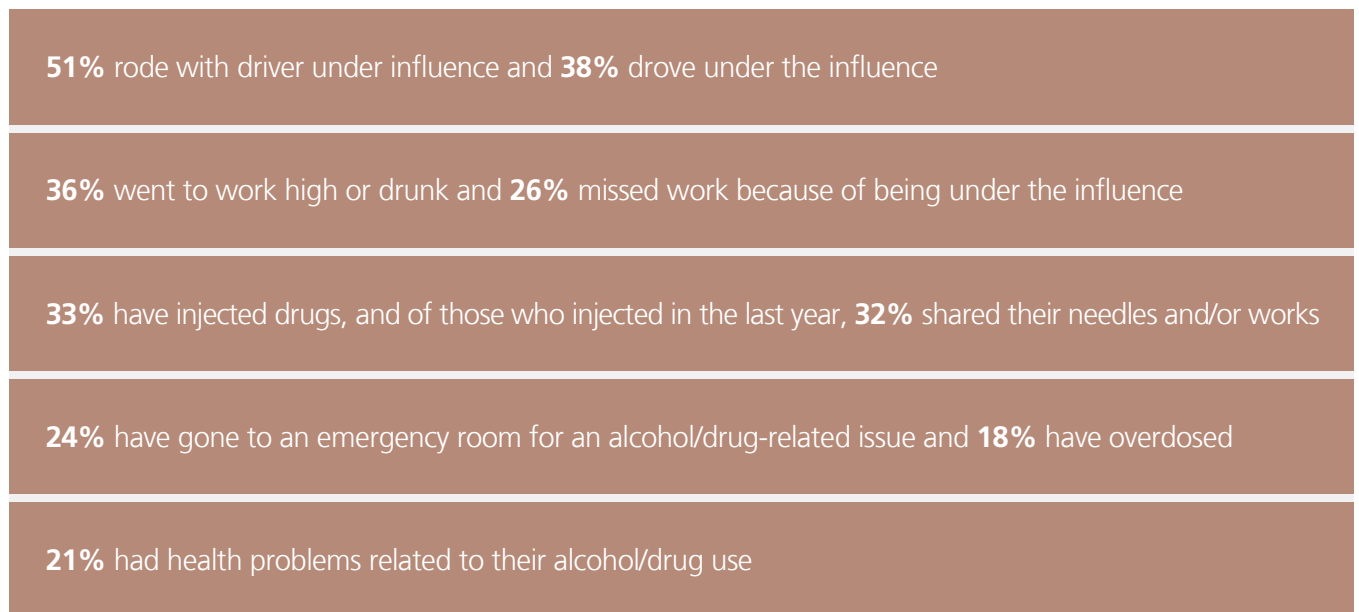 51% rode with driver under influence and 38% drove under the influence
36% went to work high or drunk and 26% missed work because of being under the influence
33% have injected drugs, and of those who injected in the last year, 32% shared their needles and/or works
24% have gone to an emergency room for an alcohol/drug-related issue and 18% have overdosed
21% had health problems related to their alcohol/drug use